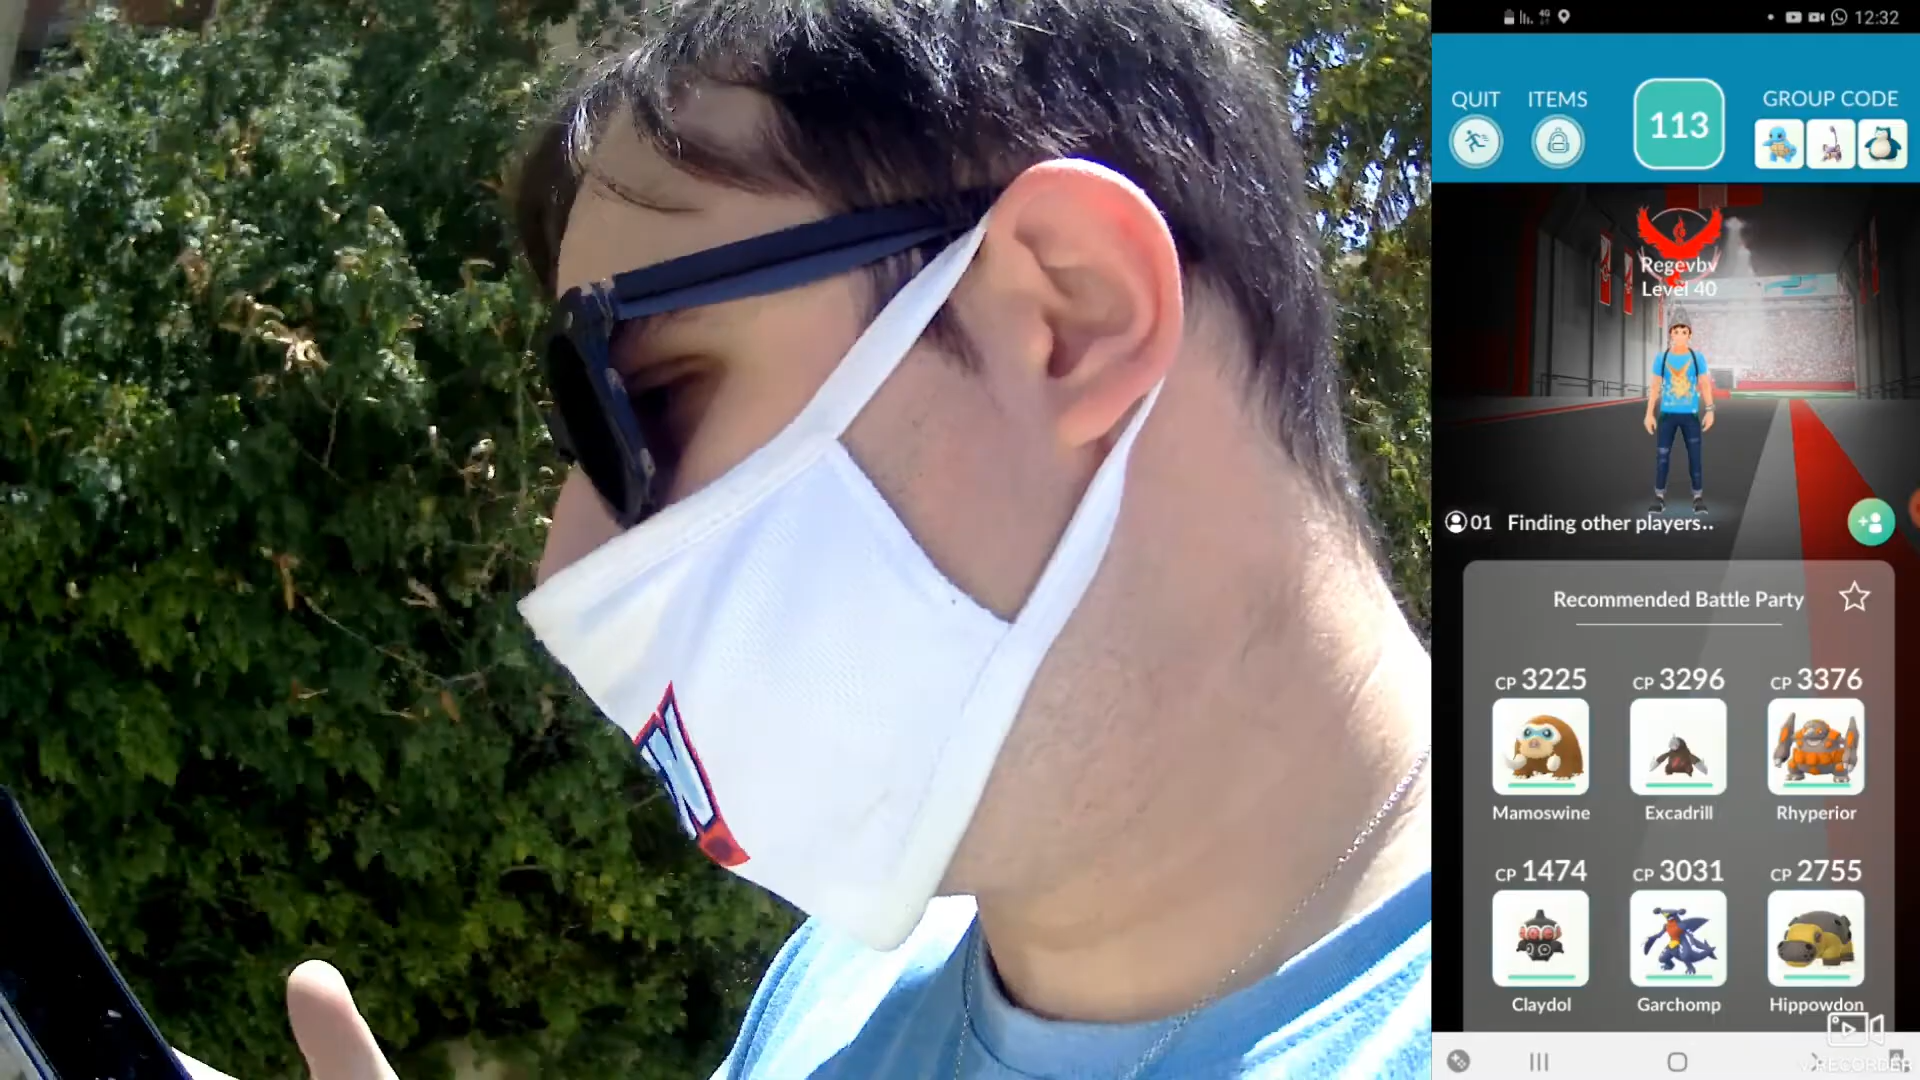 4G
12:32
QUIT
ITEMS
113
GROUP CODE
Regevbv
Level 40
01 Finding other players..
Recommended Battle Party
CP 3225
CP 3296
CP 3376
Mamoswine
Excadrill
Rhyperior
CP 1474
CP 3031
CP 2755
Claydol
Garchomp
Hippowdon
N